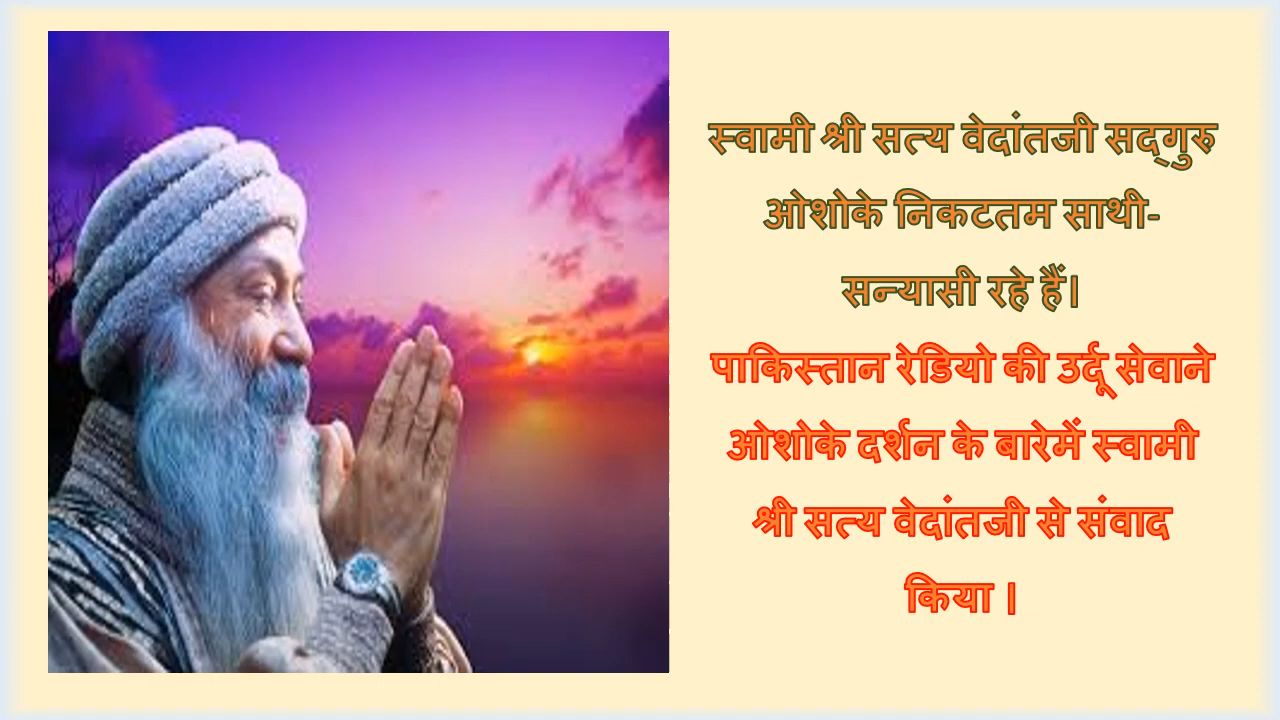 स्वामी श्री सत्य वेदांतजी सद्‌गुरु
ओशोके निकटतम साथी-
सन्यासी रहे हैं।
पाकिस्तान रेडियो की उर्दू सेवाने
ओशोके दर्शन के बारेमें स्वामी
श्री सत्य वेदांतजी से संवाद
किया ।